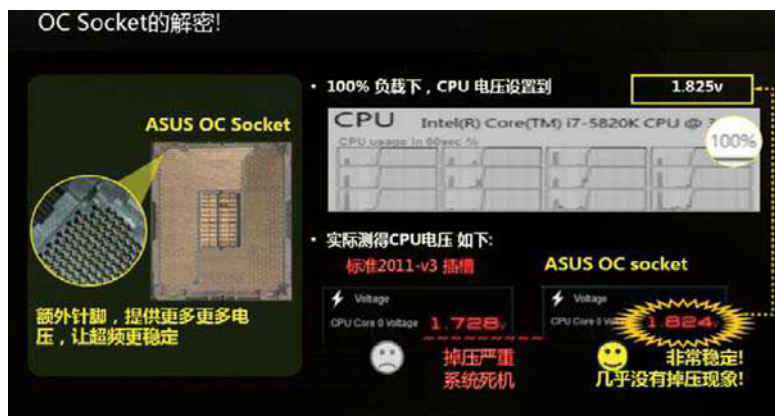 OC Socket的解密!
ASUS OC Socket
额外针脚，提供更多更多电
压，让超频更稳定
• 100% 负载下，CPU 电压设置到
1.825v
CPU
Intel(R) Core(TM) i7-5820K CPU @
100%
CPU usage in 60sec %
• 实际测得CPU电压 如下:
标准2011-v3 插槽
Voltage
CPU Core 0 Voltage 1.728v
掉压严重
系统死机
ASUS OC socket
Voltage
CPU Core 0 1.824v
非常稳定!
几乎没有掉压现象!